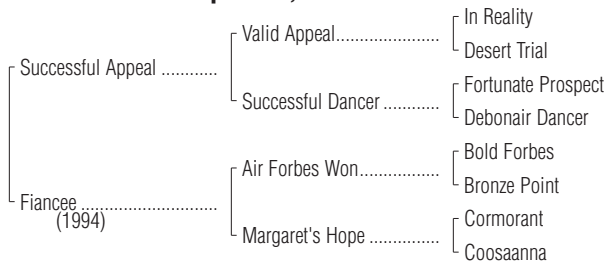 In Reality
Valid Appeal
Desert Trial
Successful Appeal
Fortunate Prospect
Successful Dancer
Debonair Dancer
Bold Forbes
Air Forbes Won
Bronze Point
Fiancee
(1994)
Cormorant
Margaret's Hope
Coosaanna